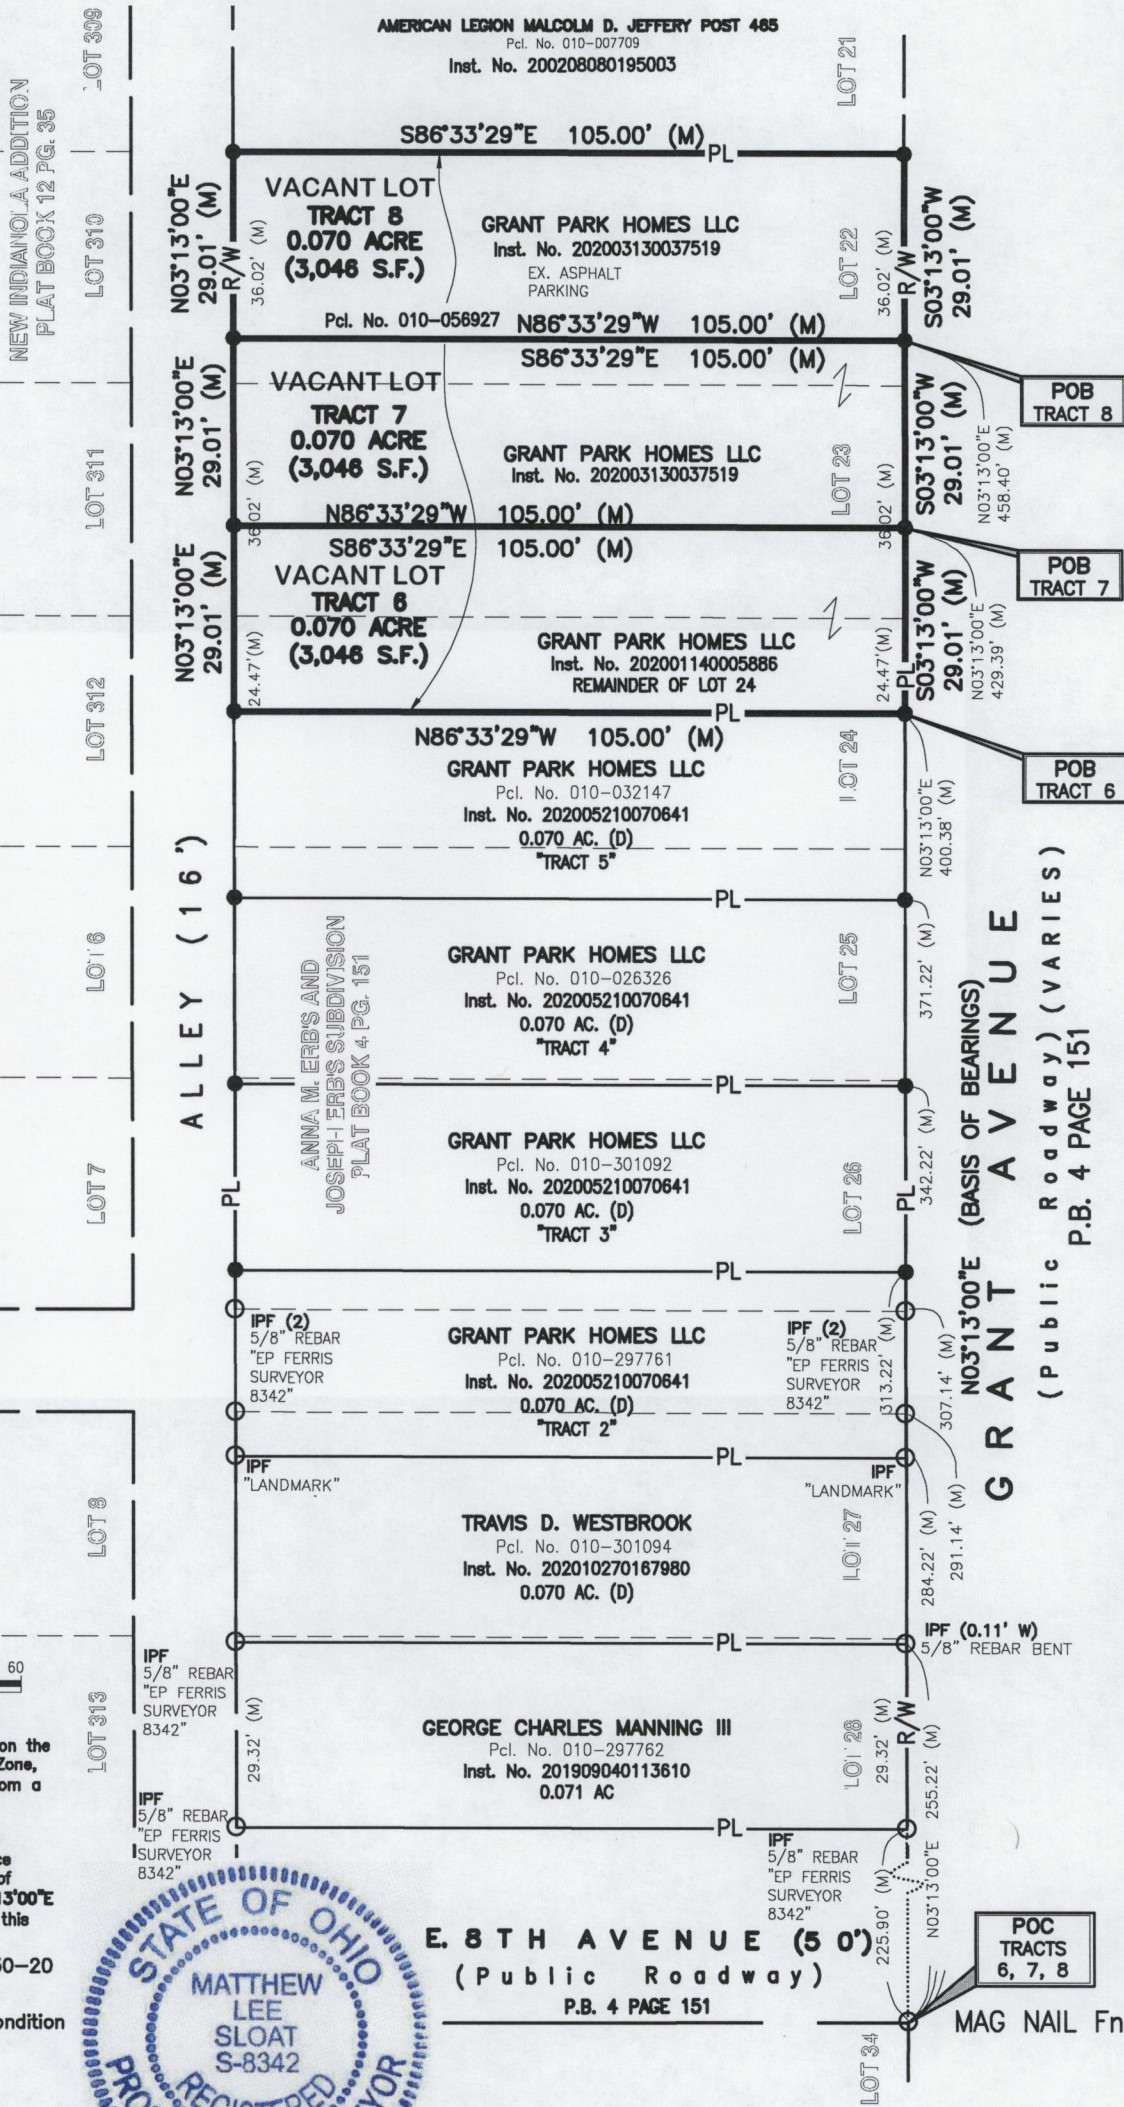 AMERICAN LEGION MALCOLM D. JEFFERY POST 465
Pcl. No. 010-007709
Inst. No. 200208080195003
LOT 309
LOT 21
NEW INDIANOLA ADDITION
PLAT BOOK 12 PG. 35
S86°33'29"E 105.00' (M)
PL
LOT 310
N03°13'00"E
29.01' (M)
R/W
36.02' (M)
VACANT LOT
TRACT 8
0.070 ACRE
(3,046 S.F.)
GRANT PARK HOMES LLC
Inst. No. 202003130037519
EX. ASPHALT
PARKING
Pcl. No. 010-056927
LOT 22
36.02' (M)
R/W
S03°13'00"W
29.01' (M)
N86°33'29"W 105.00' (M)
S86°33'29"E 105.00' (M)
POB
TRACT 8
N03°13'00"E
458.40' (M)
LOT 311
N03°13'00"E
29.01' (M)
36.02' (M)
VACANT LOT
TRACT 7
0.070 ACRE
(3,046 S.F.)
GRANT PARK HOMES LLC
Inst. No. 202003130037519
LOT 23
36.02' (M)
S03°13'00"W
29.01' (M)
N86°33'29"W 105.00' (M)
S86°33'29"E 105.00' (M)
POB
TRACT 7
N03°13'00"E
429.39' (M)
LOT 312
N03°13'00"E
29.01' (M)
24.47'(M)
VACANT LOT
TRACT 6
0.070 ACRE
(3,046 S.F.)
GRANT PARK HOMES LLC
Inst. No. 202001140005886
REMAINDER OF LOT 24
24.47'(M)
PL
S03°13'00"W
29.01' (M)
PL
N86°33'29"W 105.00' (M)
POB
TRACT 6
N03°13'00"E
400.38' (M)
LOT 24
GRANT PARK HOMES LLC
Pcl. No. 010-032147
Inst. No. 202005210070641
0.070 AC. (D)
"TRACT 5"
ALLEY (16')
PL
371.22' (M)
LOT 6
ANNA M. ERB'S AND
JOSEPH ERB'S SUBDIVISION
PLAT BOOK 4 PG. 151
GRANT PARK HOMES LLC
Pcl. No. 010-026326
Inst. No. 202005210070641
0.070 AC. (D)
"TRACT 4"
LOT 25
PL
342.22' (M)
GRANT AVENUE
(Public Roadway) (VARIES)
P.B. 4 PAGE 151
N03°13'00"E (BASIS OF BEARINGS)
LOT 7
PL
GRANT PARK HOMES LLC
Pcl. No. 010-301092
Inst. No. 202005210070641
0.070 AC. (D)
"TRACT 3"
LOT 26
PL
PL
313.22' (M)
307.14' (M)
IPF (2)
5/8" REBAR
"EP FERRIS
SURVEYOR
8342"
GRANT PARK HOMES LLC
Pcl. No. 010-297761
Inst. No. 202005210070641
0.070 AC. (D)
"TRACT 2"
IPF (2)
5/8" REBAR
"EP FERRIS
SURVEYOR
8342"
PL
IPF
"LANDMARK"
IPF
"LANDMARK"
291.14' (M)
284.22' (M)
LOT 8
TRAVIS D. WESTBROOK
Pcl. No. 010-301094
Inst. No. 202010270167980
0.070 AC. (D)
LOT 27
PL
IPF (0.11' W)
5/8" REBAR BENT
IPF
5/8" REBAR
"EP FERRIS
SURVEYOR
8342"
60
LOT 313
29.32' (M)
GEORGE CHARLES MANNING III
Pcl. No. 010-297762
Inst. No. 201909040113610
0.071 AC
LOT 28
29.32' (M)
R/W
255.22' (M)
on the
Zone,
om a
IPF
5/8" REBAR
"EP FERRIS
SURVEYOR
8342"
PL
IPF
5/8" REBAR
"EP FERRIS
SURVEYOR
8342"
225.90' (M)
N03°13'00"E
ce
of
13'00"E
this
50-20
ondition
STATE OF OHIO
MATTHEW
LEE
SLOAT
S-8342
REGISTERED
E. 8TH AVENUE (50')
(Public Roadway)
P.B. 4 PAGE 151
POC
TRACTS
6, 7, 8
MAG NAIL Fn
LOT 34